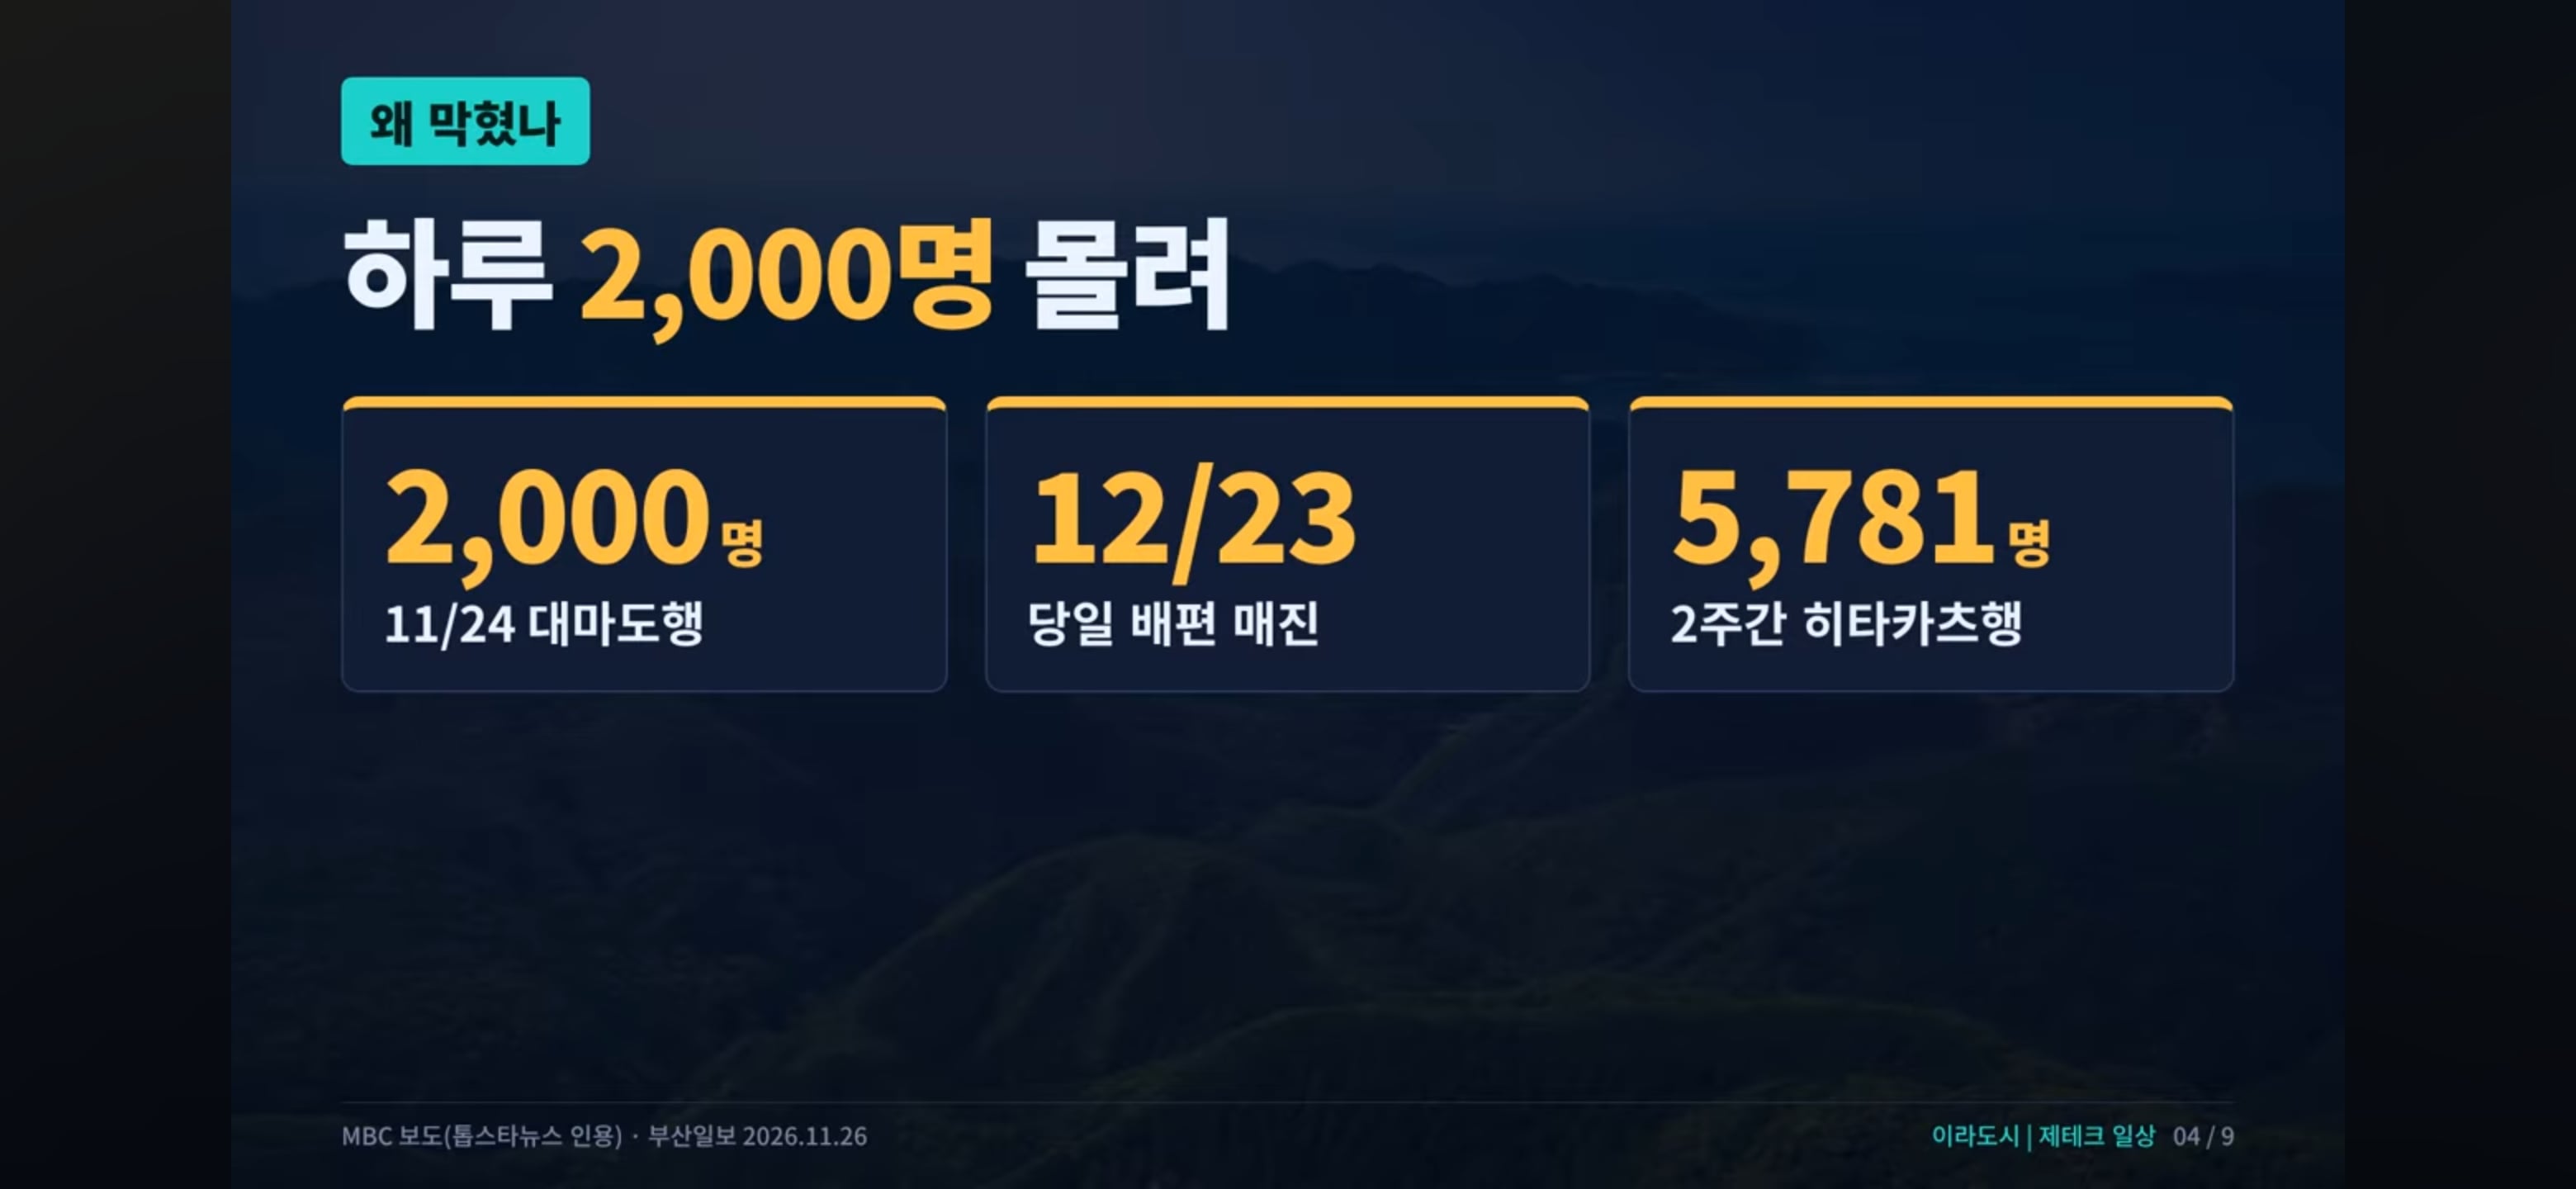 왜 막혔나
하루 2,000명 몰려
2,000명
11/24 대마도행
12/23
당일 배편 매진
5,781명
2주간 히타카츠행
MBC 보도(톱스타뉴스 인용) · 부산일보 2026.11.26
이라도시 | 제테크 일상 04 / 9